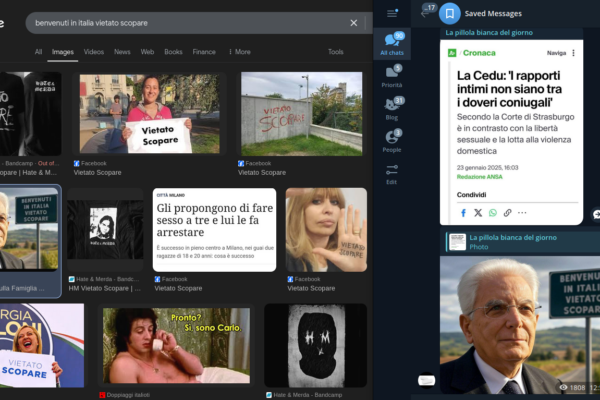 benvenuti in italia vietato scopare
All
Images
Videos
News
Web
Books
Finance
More
Tools
HATE &
MERDA
Vietato
Scopare
VIETATO
SCOPARE
- Bandcamp · Out of...
opare | Hate & M...
Facebook
Vietato Scopare
Facebook
Vietato Scopare
BENVENUTI
IN ITALIA
VIETATO
SCOPARE
ulla Famiglia ...
Hate & Merda - Bandc...
HM Vietato Scopare | ...
CITTÀ MILANO
Gli propongono di fare
sesso a tre e lui le fa
arrestare
È successo in pieno centro a Milano, nei guai due
ragazze di 18 e 20 anni: cosa è successo
VIETATO
SCOPARE
Facebook
Vietato Scopare
VIETATO
SCOPARE
Pronto?
Sì, sono Carlo
Doppiaggi italioti
H M
Hate & Merda - Bandcamp
17
95
All chats
5
Priorità
31
Blog
3
People
Edit
Saved Messages
La pillola bianca del giorno
Cronaca
Naviga
La Cedu: 'I rapporti
intimi non siano tra
i doveri coniugali'
Secondo la Corte di Strasburgo
è in contrasto con la libertà
sessuale e la lotta alla violenza
domestica
23 gennaio 2025, 16:03
Redazione ANSA
Condividi
La pillola bianca del giorno
Photo
BENVENUTI
IN ITALIA
VIETATO
SCOPARE
1808